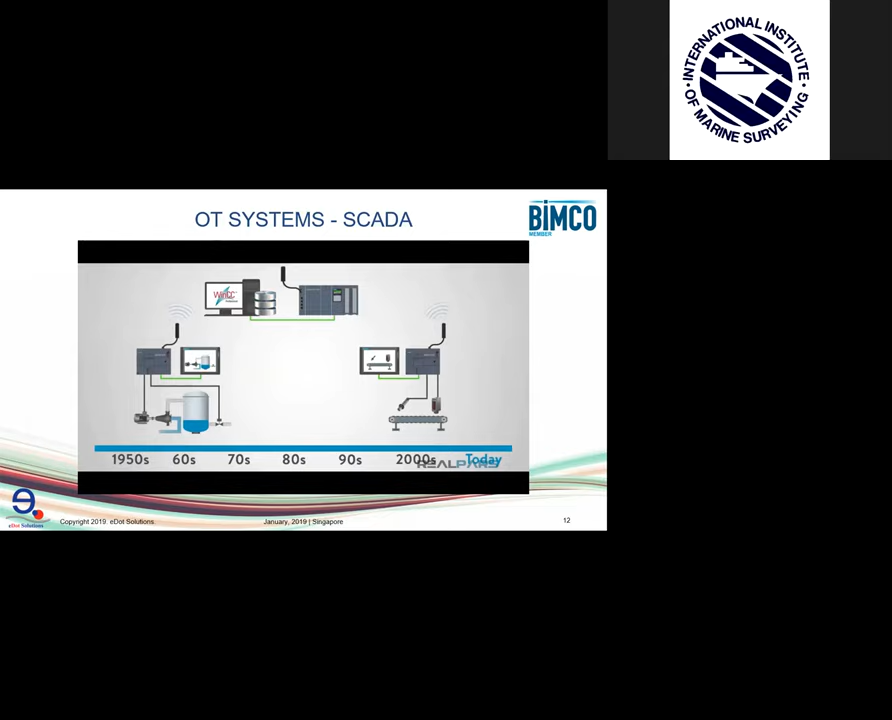 INTERNATIONAL INSTITUTE
OF MARINE SURVEYING
OT SYSTEMS - SCADA
BIMCO
MEMBER
WinCC
1950s 60s 70s 80s 90s 2000s Today
REALPARS
eDot Solutions
Copyright 2019. eDot Solutions
January, 2019 | Singapore
12